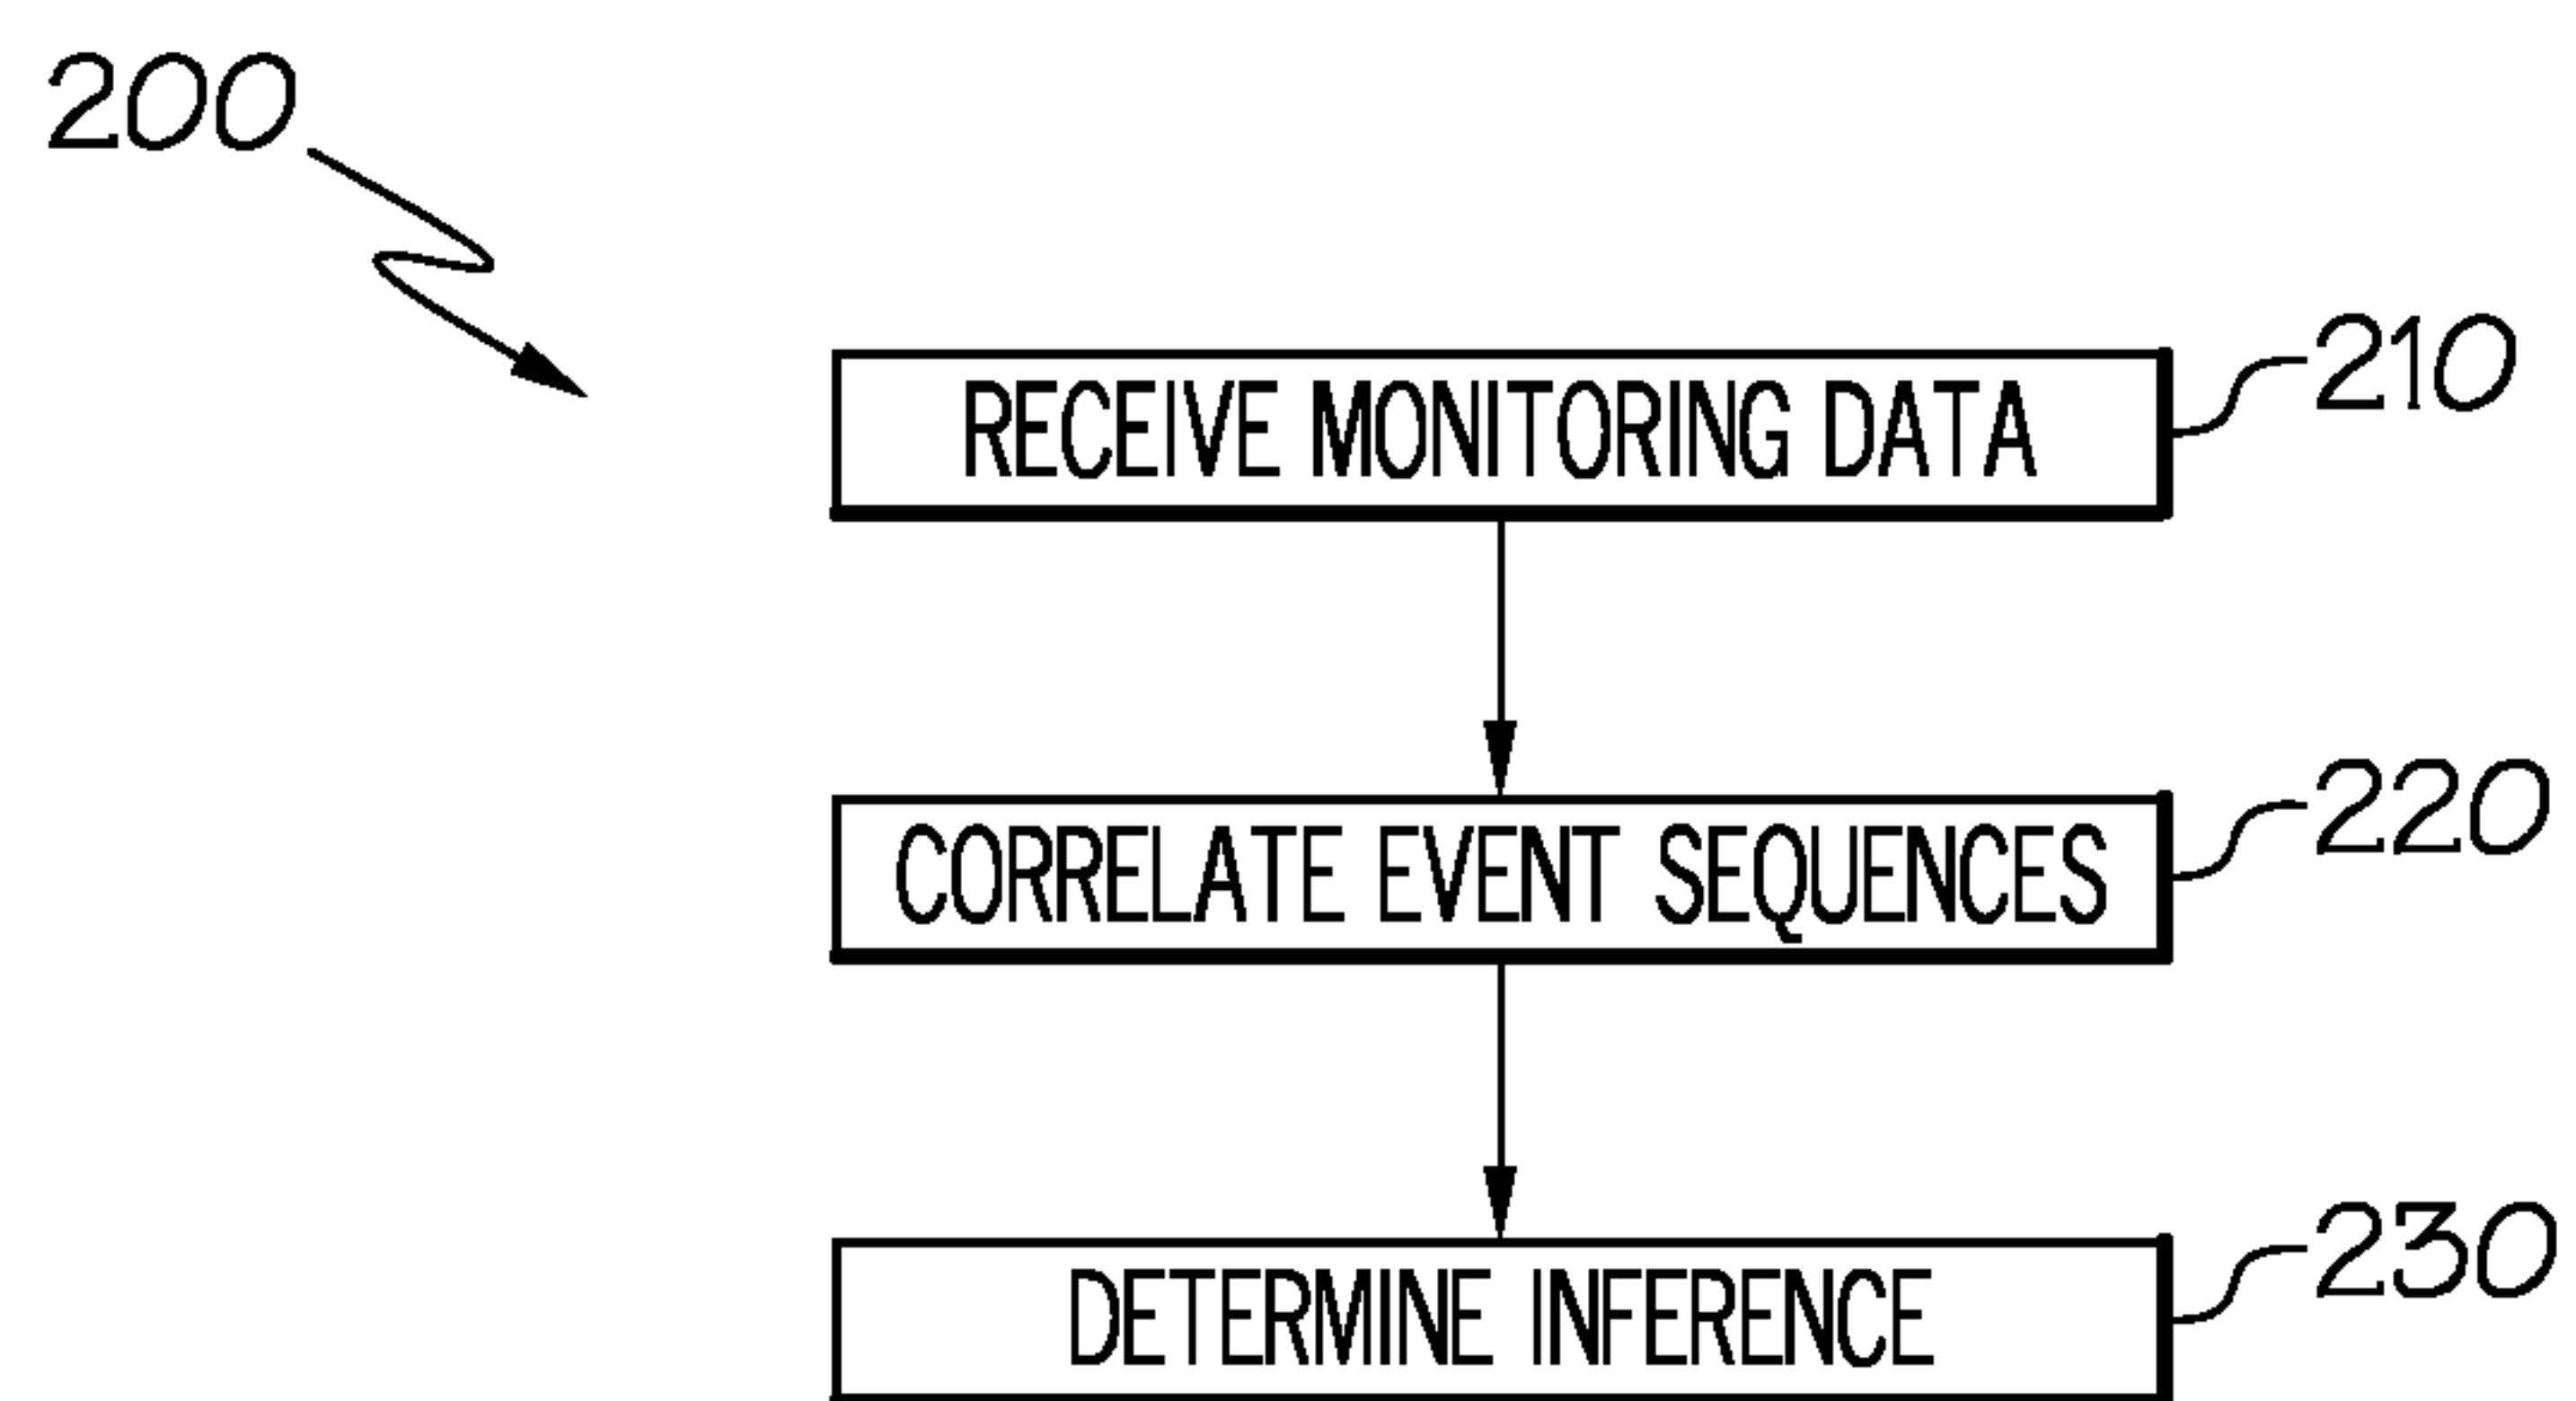 200
RECEIVE MONITORING DATA
210
CORRELATE EVENT SEQUENCES
220
DETERMINE INFERENCE
230